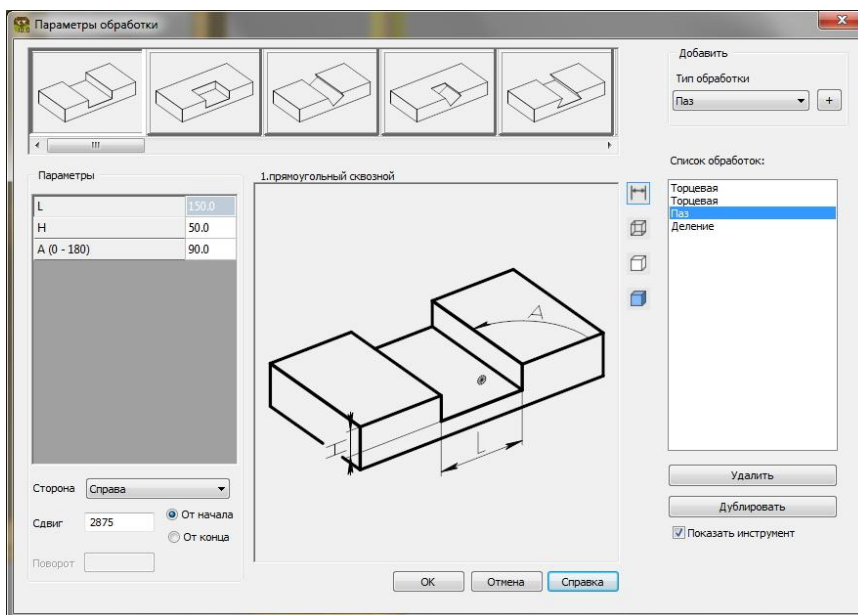 Параметры обработки
Добавить
Тип обработки
Паз
+
Список обработок:
Торцевая
Торцевая
Паз
Деление
Параметры
L 150.0
H 50.0
A (0 - 180) 90.0
1.прямоугольный сквозной
A
H
L
Сторона Справа
Сдвиг 2875
От начала
От конца
Поворот
Удалить
Дублировать
Показать инструмент
ОК Отмена Справка